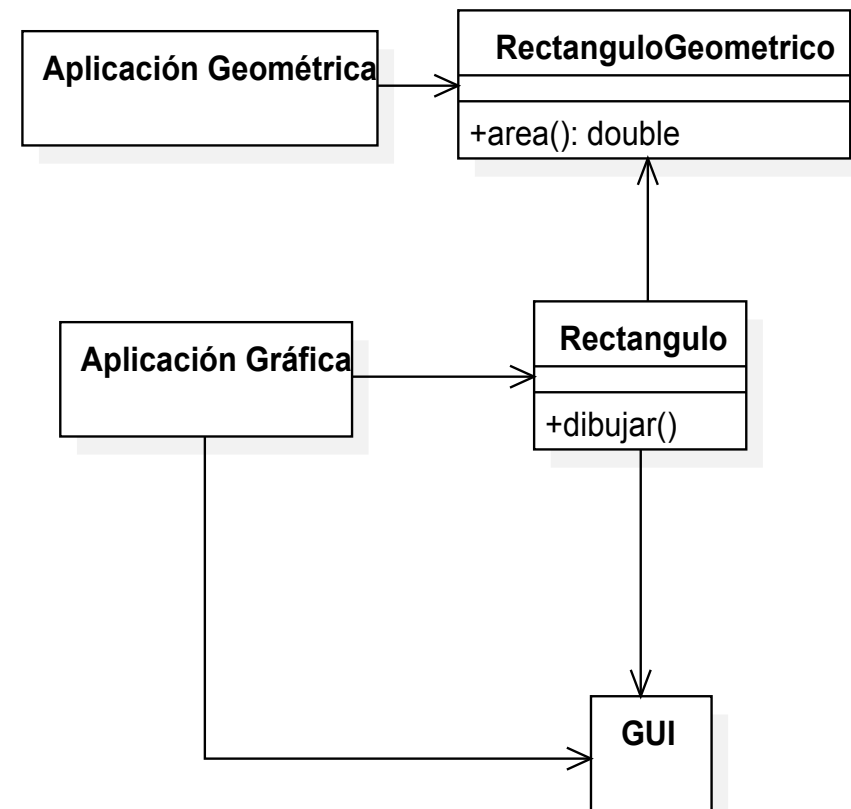 Aplicación Geométrica
RectanguloGeometrico
+area(): double
Aplicación Gráfica
Rectangulo
+dibujar()
GUI